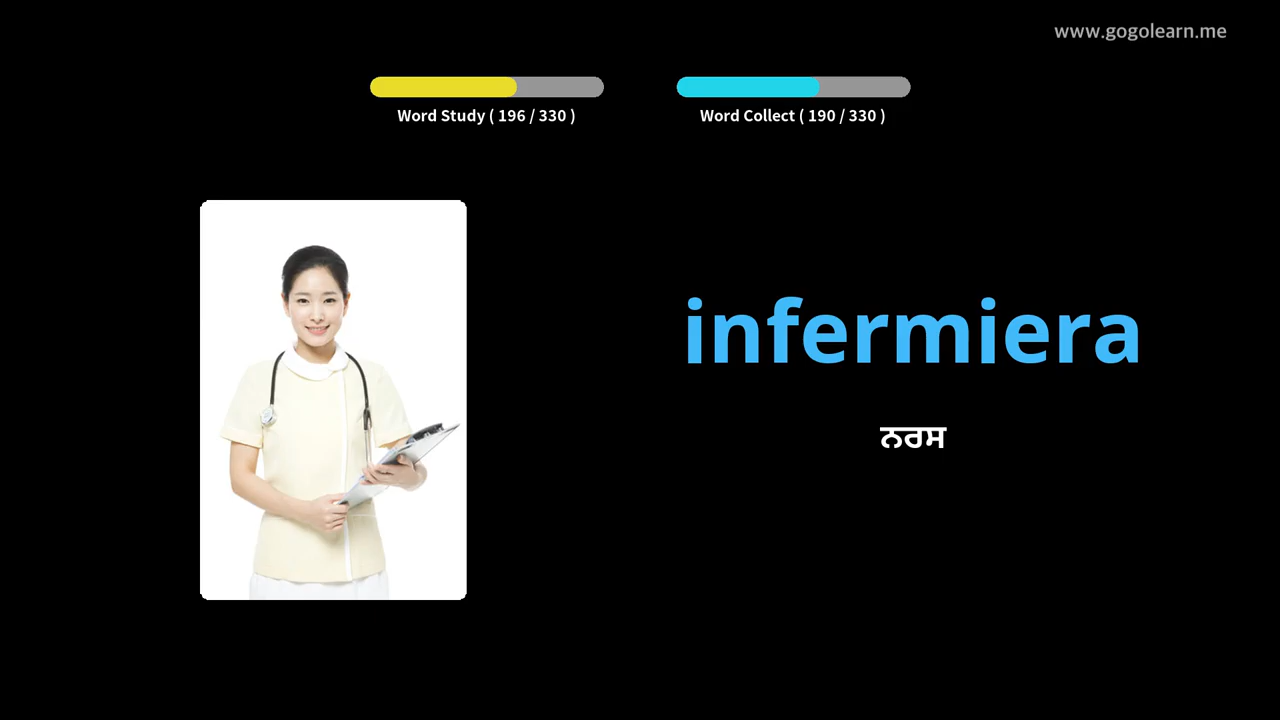 www.gogolearn.me
Word Study ( 196 / 330 )
Word Collect ( 190 / 330 )
infermiera
ਨਰਸ